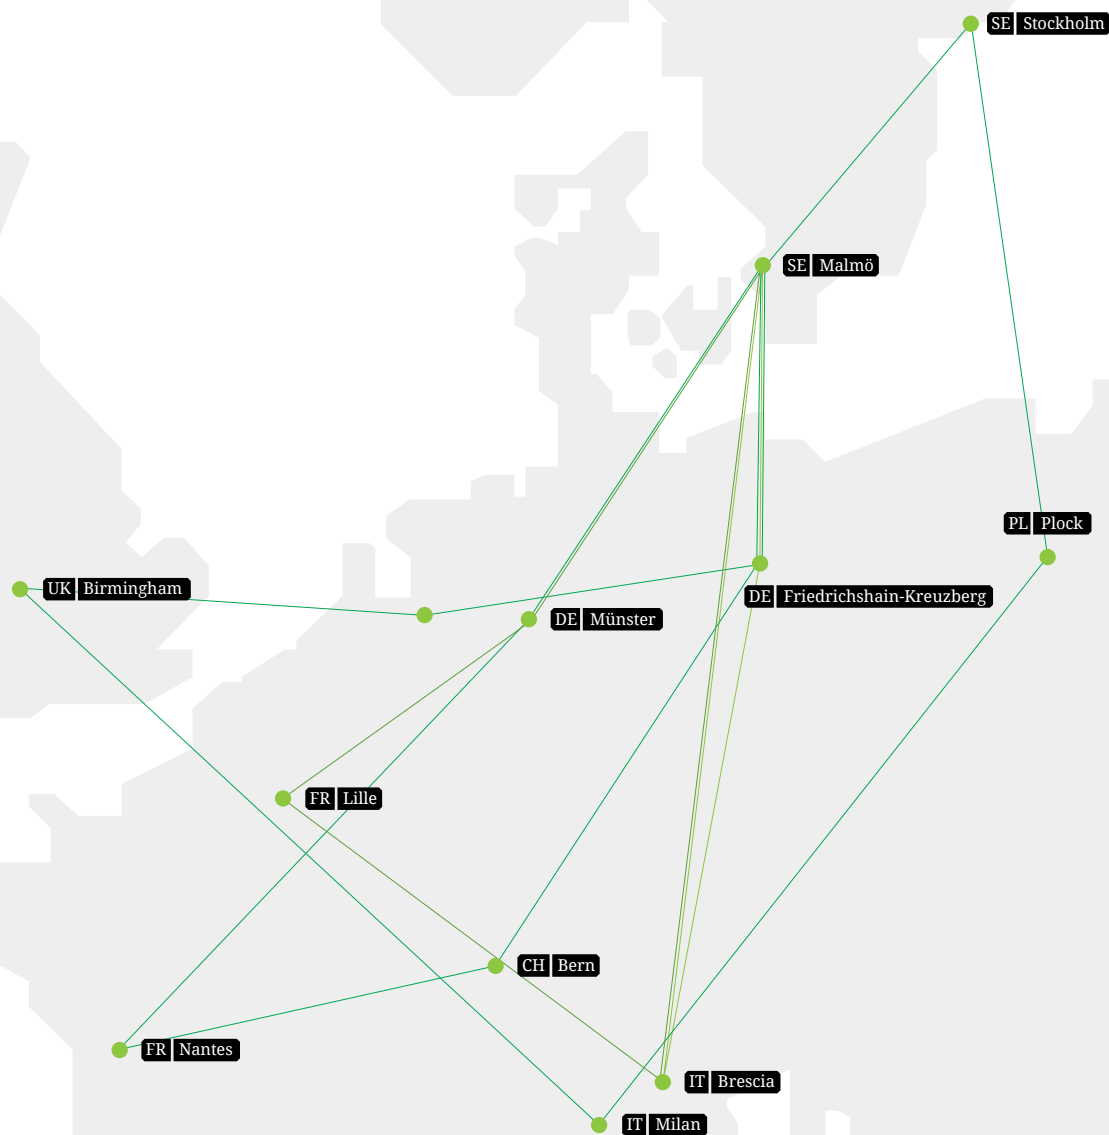 SE Stockholm
SE Malmö
PL Plock
UK Birmingham
DE Friedrichshain-Kreuzberg
DE Münster
FR Lille
CH Bern
FR Nantes
IT Brescia
IT Milan